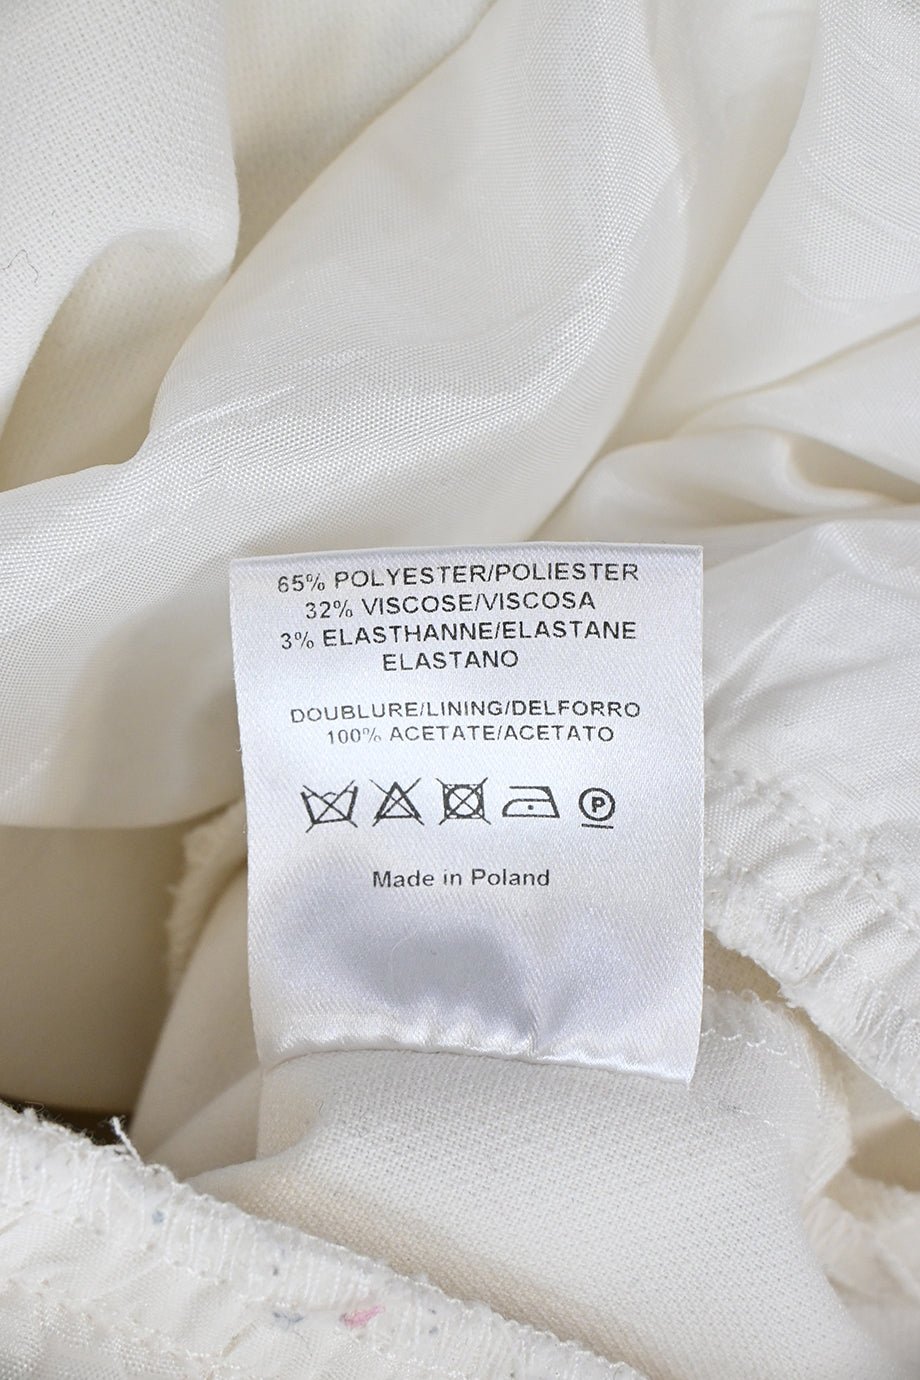 65% POLYESTER/POLIESTER
32% VISCOSE/VISCOSA
3% ELASTHANNE/ELASTANE
ELASTANO
DOUBLURE/LINING/DELFORRO
100% ACETATE/ACETATO
P
Made in Poland